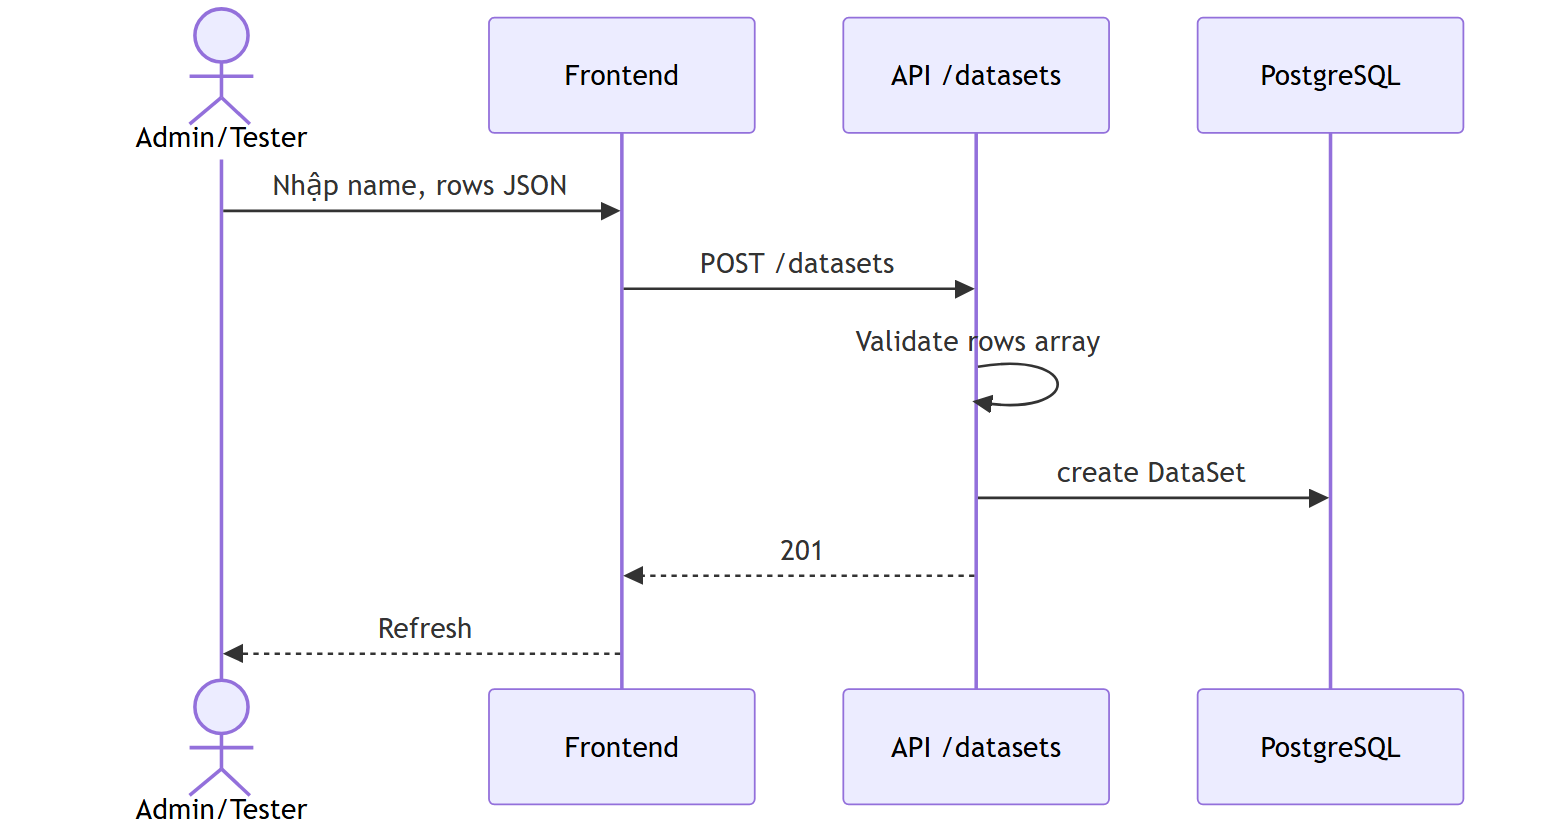 Admin/Tester
Frontend
API /datasets
PostgreSQL
Nhập name, rows JSON
POST /datasets
Validate rows array
create DataSet
201
Refresh
Admin/Tester
Frontend
API /datasets
PostgreSQL